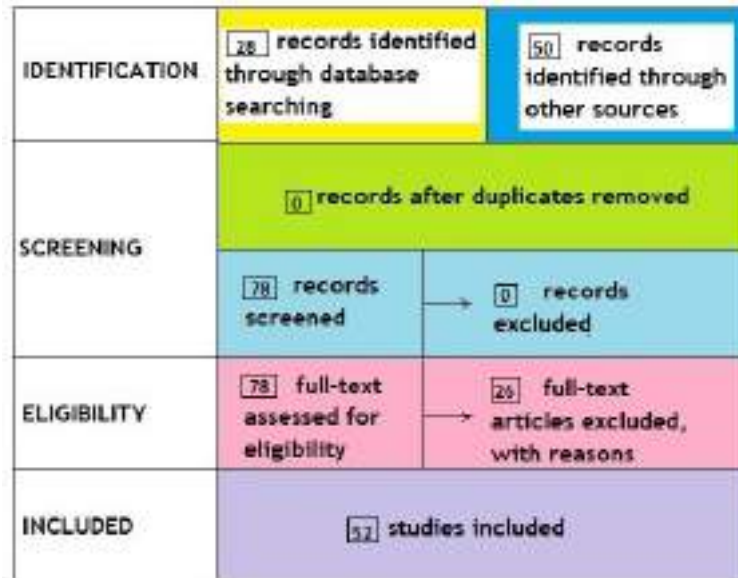 IDENTIFICATION
28 records identified
through database
searching
50 records
identified through
other sources
SCREENING
0 records after duplicates removed
78 records
screened
0 records
excluded
ELIGIBILITY
78 full-text
assessed for
eligibility
26 full-text
articles excluded,
with reasons
INCLUDED
52 studies included